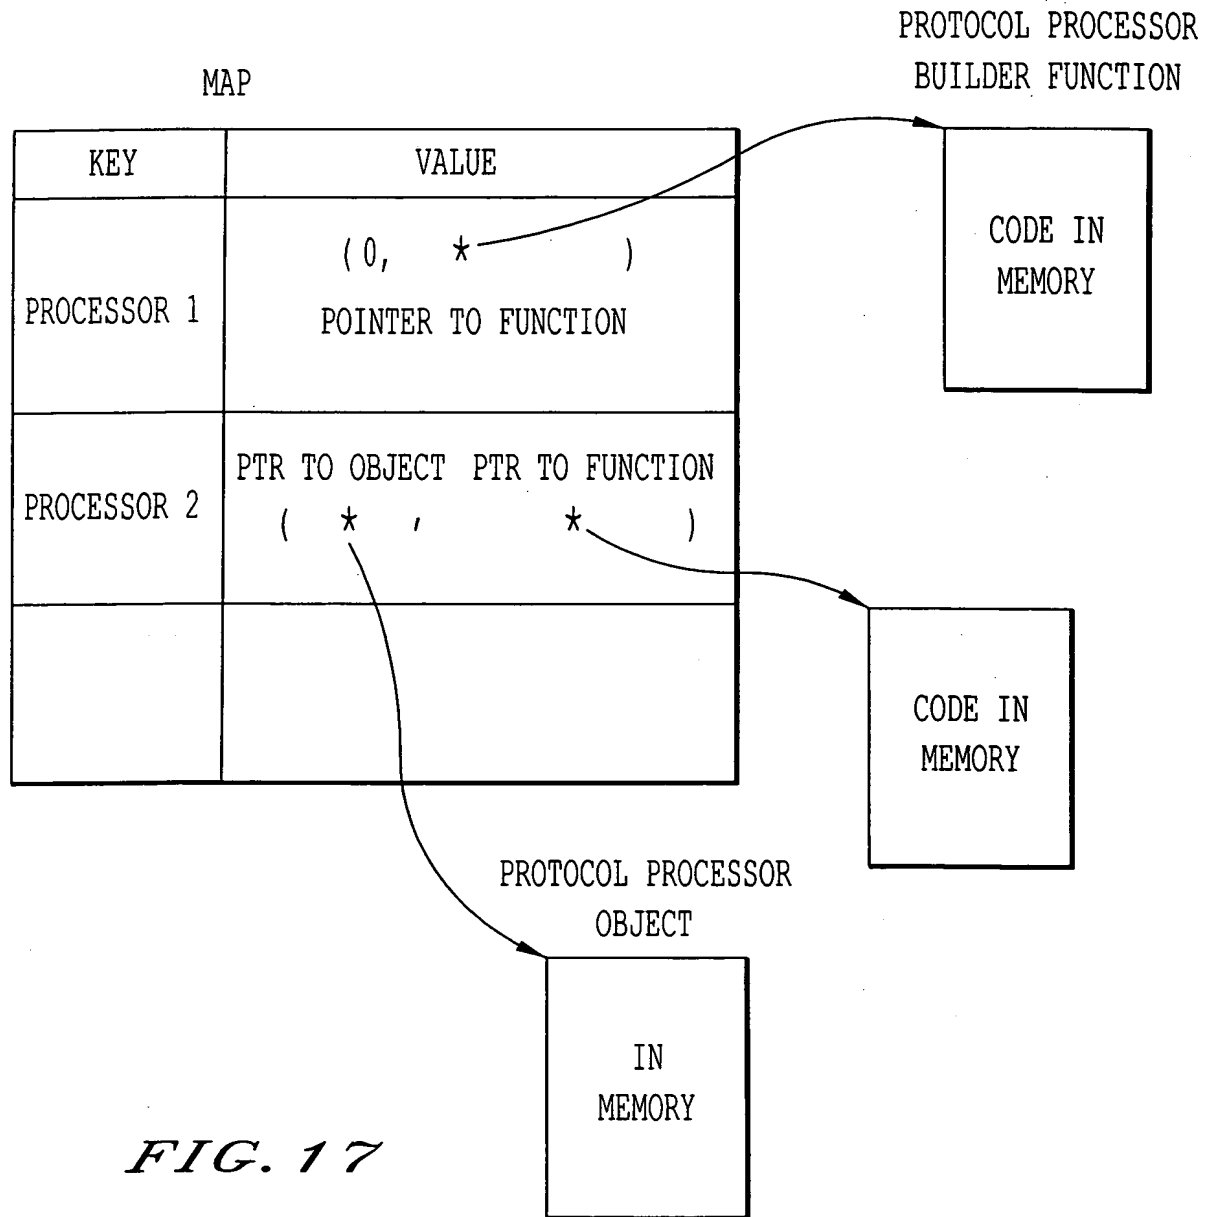 PROTOCOL PROCESSOR
BUILDER FUNCTION
MAP
KEY VALUE
CODE IN
MEMORY
(0, * )
PROCESSOR 1
POINTER TO FUNCTION
PTR TO OBJECT PTR TO FUNCTION
PROCESSOR 2
( * , * )
CODE IN
MEMORY
PROTOCOL PROCESSOR
OBJECT
IN
MEMORY
FIG. 17